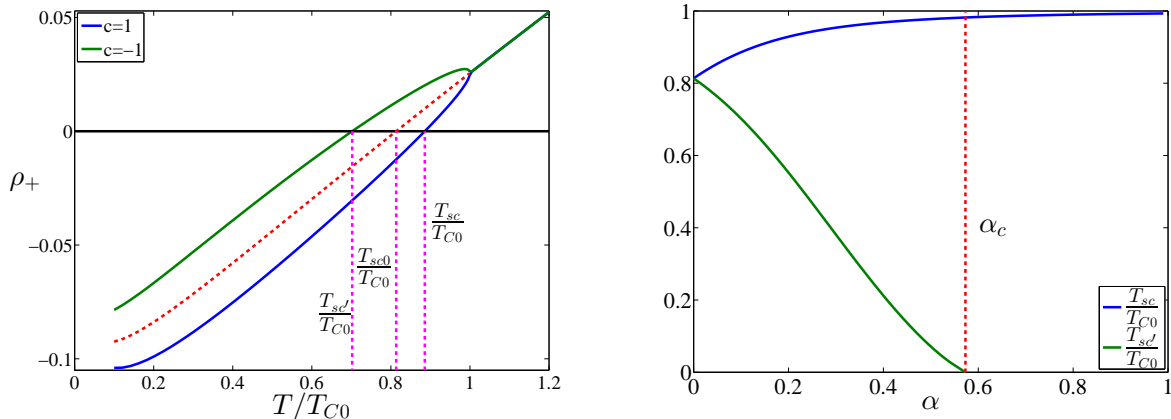 0.05
c=1
c=−1
0
ρ+
−0.05
−0.1
T_sc/T_C0
T_sc0/T_C0
T_sc'/T_C0
0 0.2 0.4 0.6 0.8 1 1.2
T/T_C0
1
0.8
0.6
0.4
0.2
0
α_c
T_sc/T_C0
T_sc'/T_C0
0 0.2 0.4 0.6 0.8 1
α